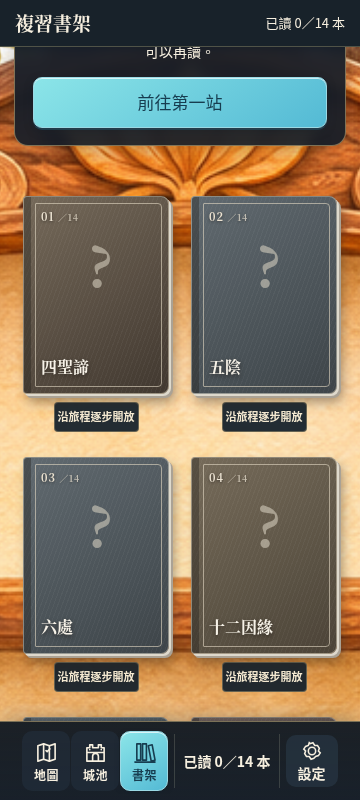 複習書架
已讀 0／14 本
可以再讀。
前往第一站
01 ／14
?
四聖諦
沿旅程逐步開放
02 ／14
?
五陰
沿旅程逐步開放
03 ／14
?
六處
沿旅程逐步開放
04 ／14
?
十二因緣
沿旅程逐步開放
地圖
城池
書架
已讀 0／14 本
設定